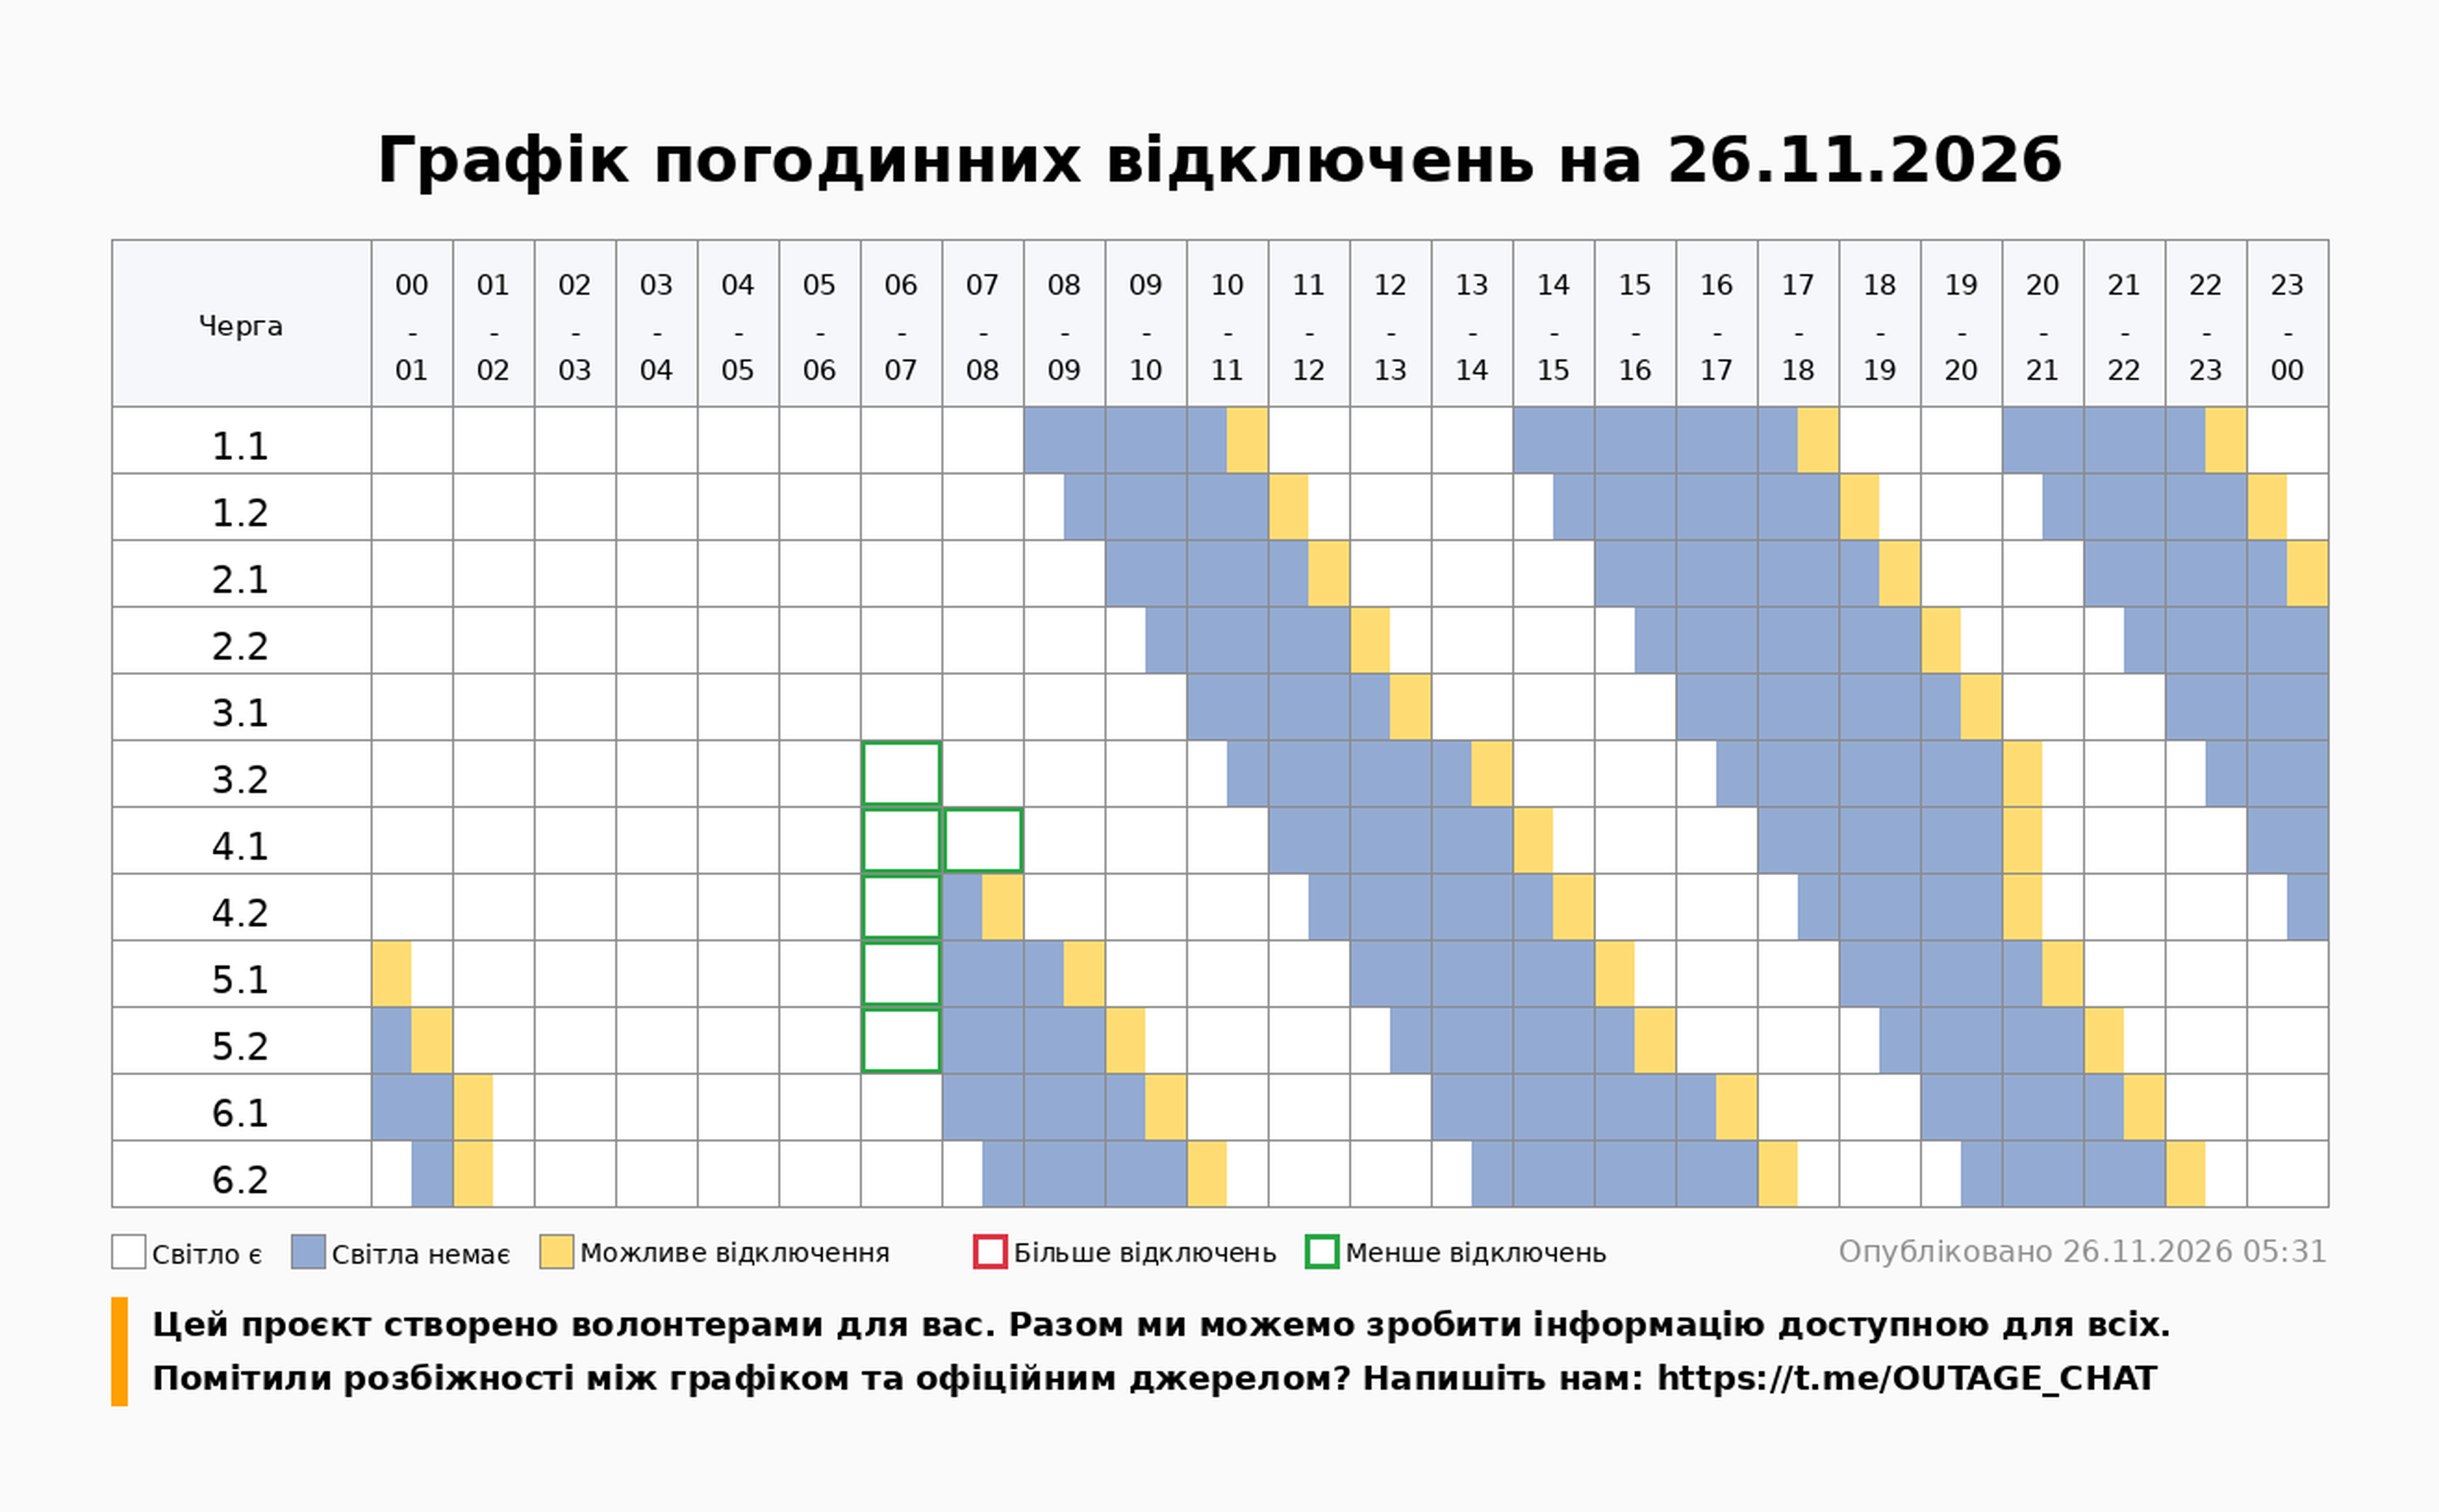 Графік погодинних відключень на 26.11.2026
Черга 00 - 01 01 - 02 02 - 03 03 - 04 04 - 05 05 - 06 06 - 07 07 - 08 08 - 09 09 - 10 10 - 11 11 - 12 12 - 13 13 - 14 14 - 15 15 - 16 16 - 17 17 - 18 18 - 19 19 - 20 20 - 21 21 - 22 22 - 23 23 - 00
1.1
1.2
2.1
2.2
3.1
3.2
4.1
4.2
5.1
5.2
6.1
6.2
Світло є Світла немає Можливе відключення Більше відключень Менше відключень Опубліковано 26.11.2026 05:31
Цей проєкт створено волонтерами для вас. Разом ми можемо зробити інформацію доступною для всіх.
Помітили розбіжності між графіком та офіційним джерелом? Напишіть нам: https://t.me/OUTAGE_CHAT